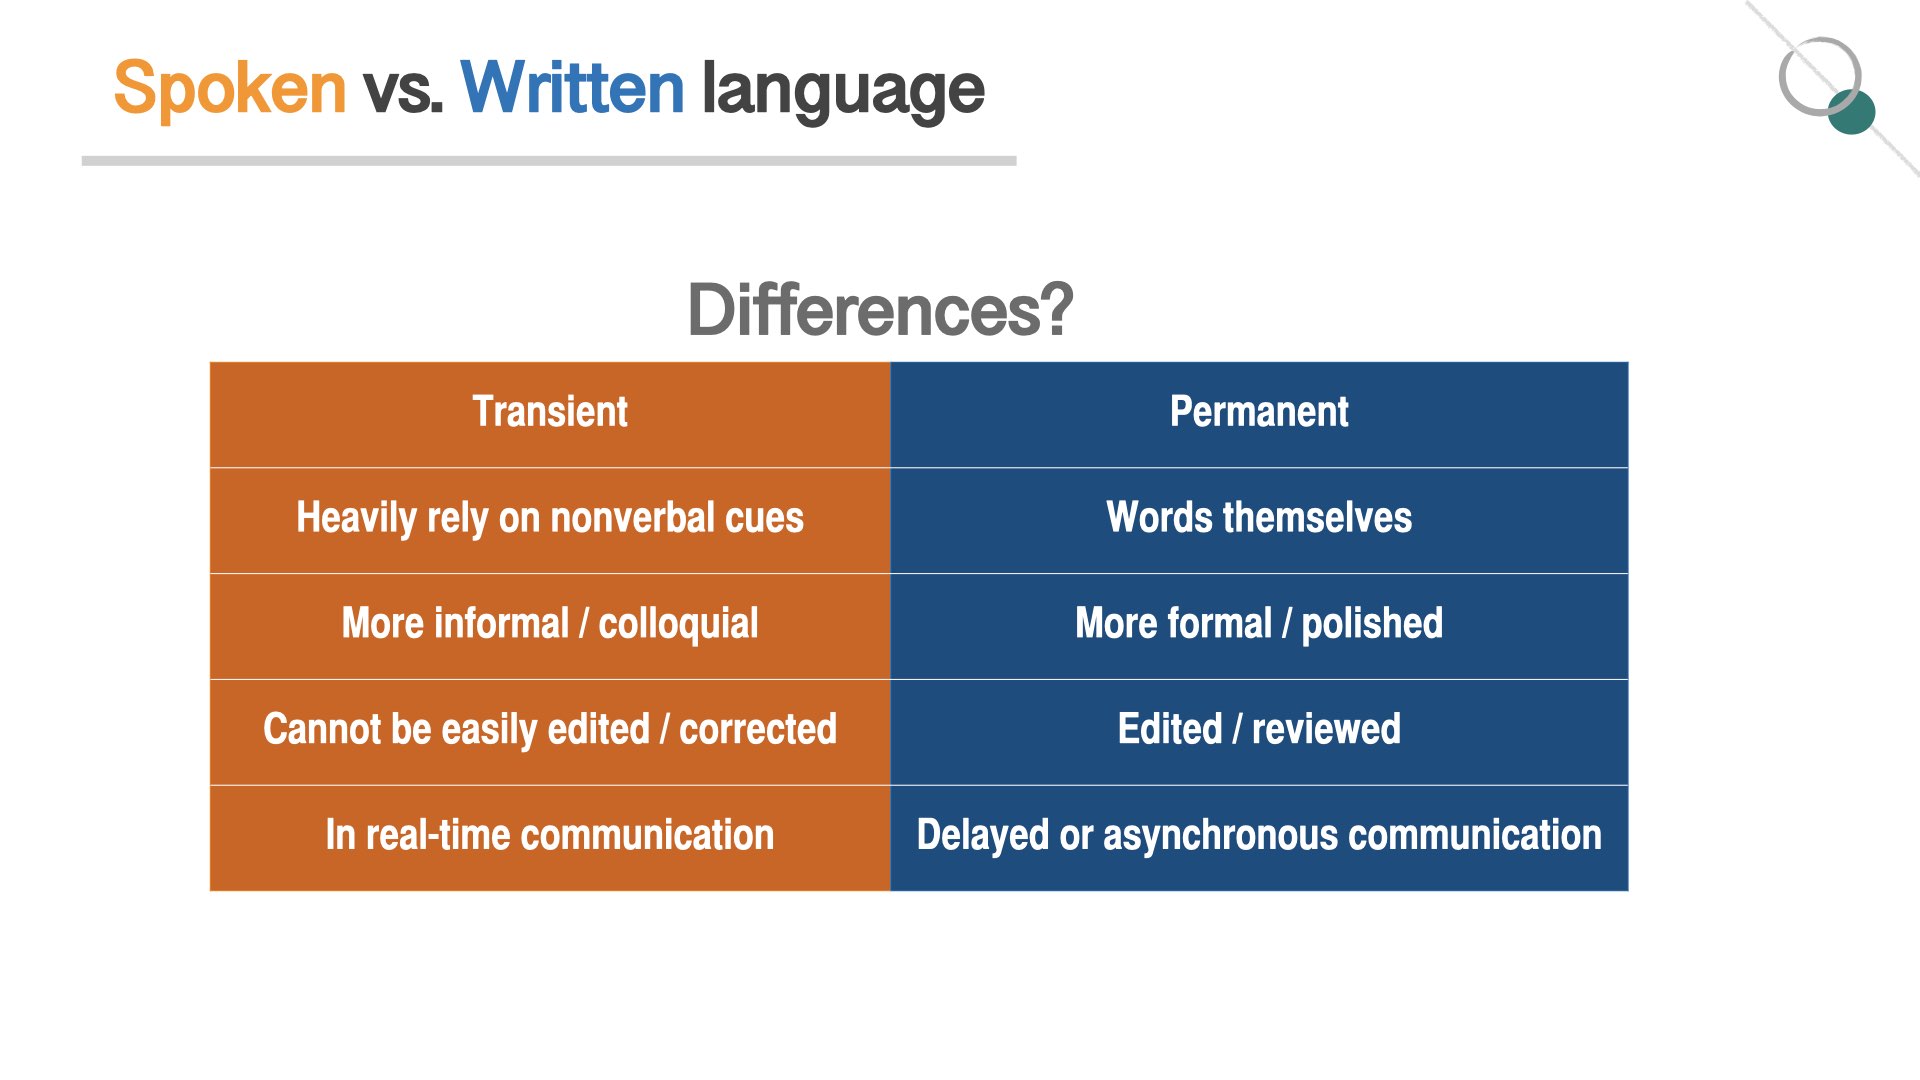 Spoken vs. Written language
Differences?
Transient
Permanent
Heavily rely on nonverbal cues
Words themselves
More informal / colloquial
More formal / polished
Cannot be easily edited / corrected
Edited / reviewed
In real-time communication
Delayed or asynchronous communication